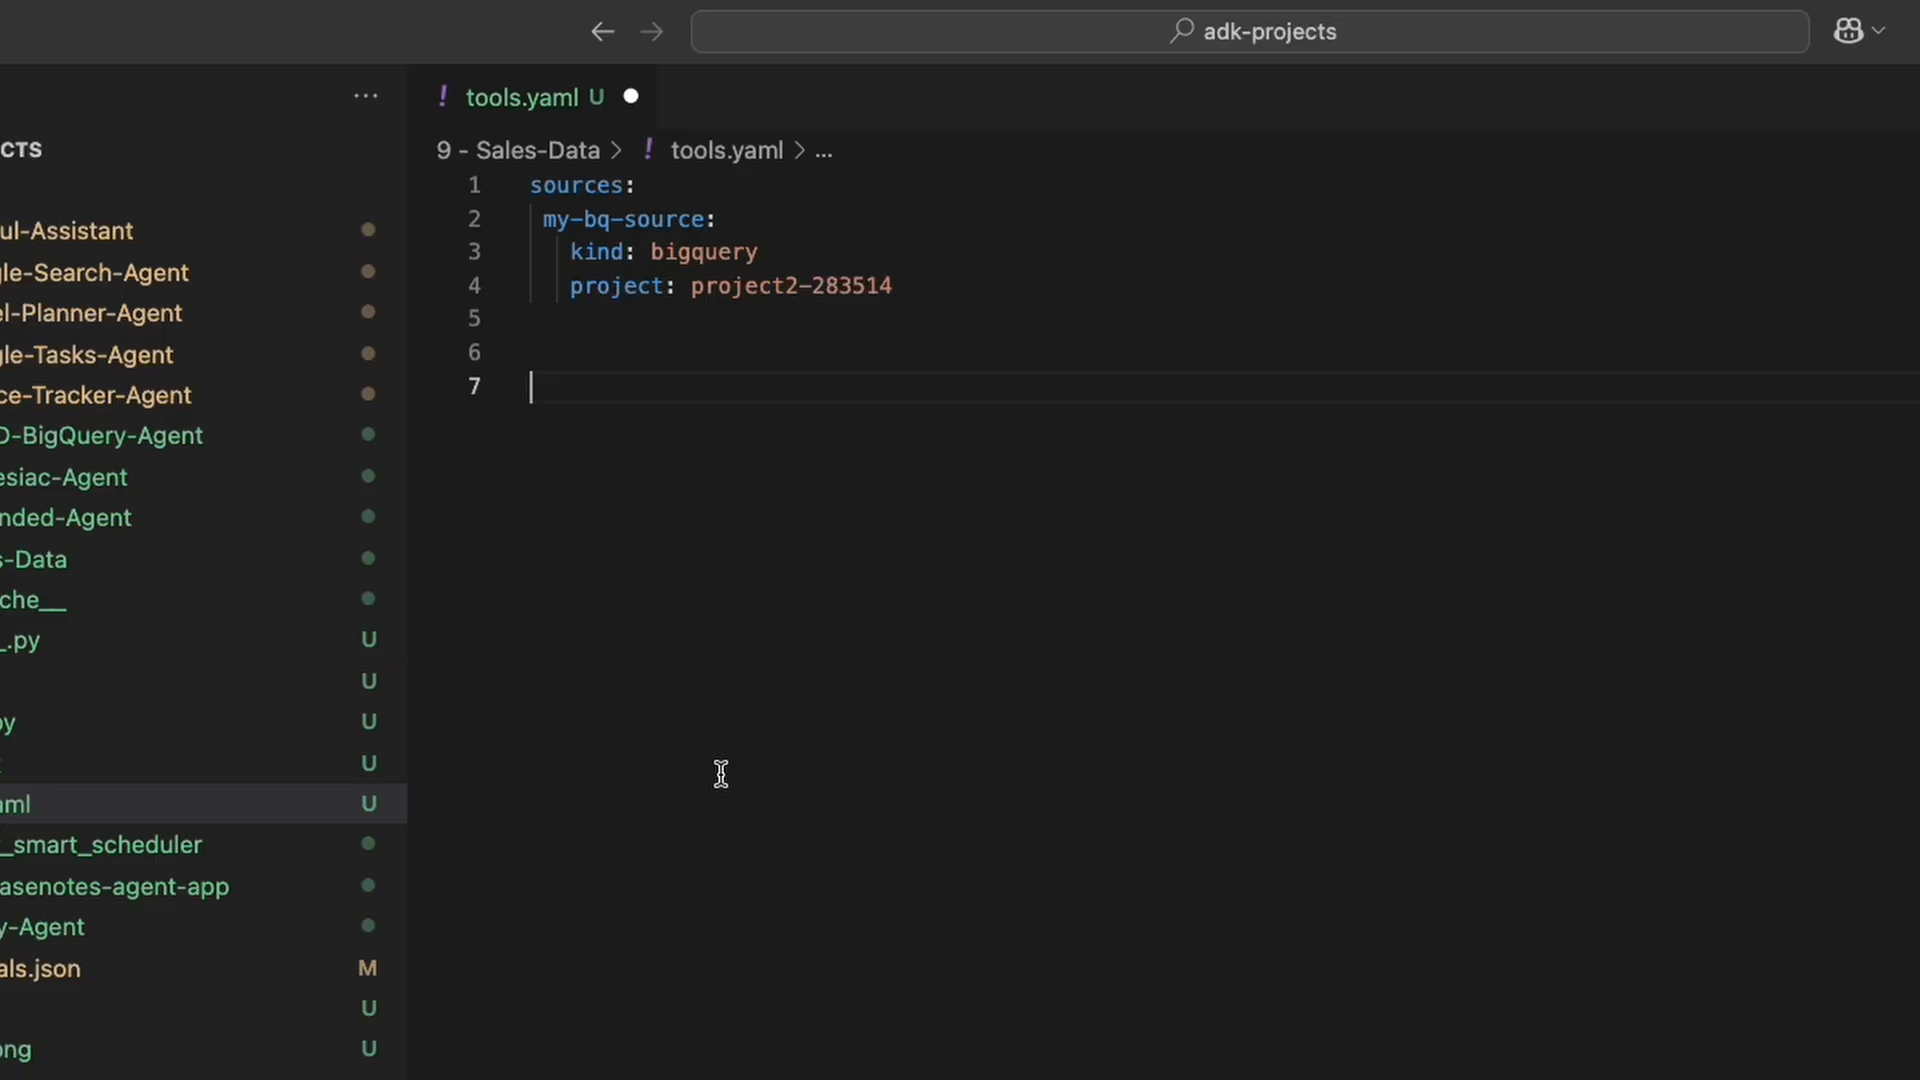 adk-projects
tools.yaml U
CTS
9 - Sales-Data > ! tools.yaml > ...
1 sources:
2 my-bq-source:
3 kind: bigquery
4 project: project2-283514
5
6
7
ul-Assistant
gle-Search-Agent
el-Planner-Agent
gle-Tasks-Agent
ce-Tracker-Agent
D-BigQuery-Agent
esiac-Agent
nded-Agent
s-Data
che__
_.py U
U
py U
U
aml U
_smart_scheduler
asenotes-agent-app
y-Agent
als.json M
U
ong U